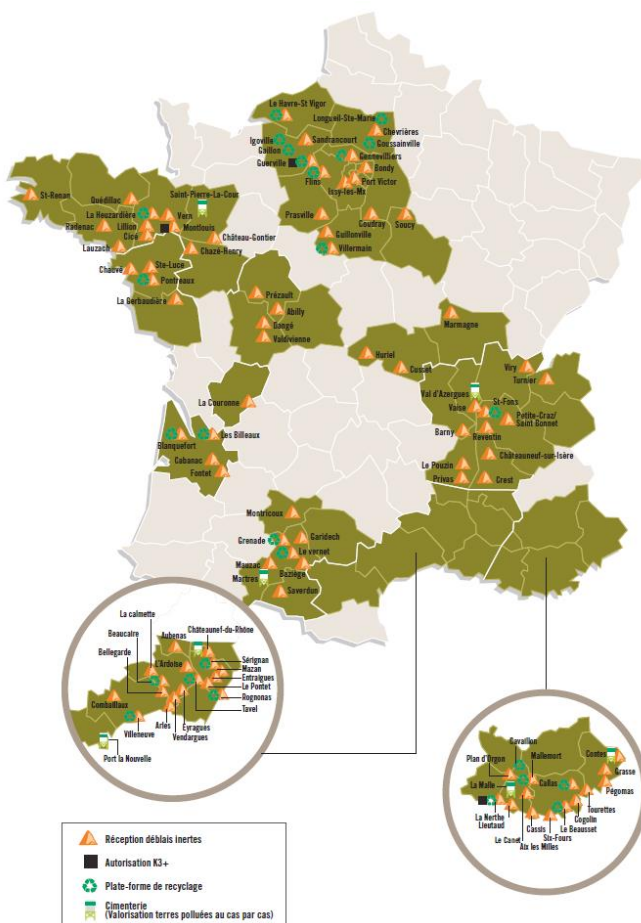 Le Havre-St Vigor
Longueil-Ste-Marie
Chevrières
Igoville
Sandrancourt
Goussainville
Gaillon
Gennevilliers
Guerville
Bondy
Flins
Port Victor
Issy-les-Mx
St-Renan
Quédillac
Saint-Pierre-La-Cour
La Heuzardière
Vern
Prasville
Coudray
Soucy
Radenac
Lillion
Montlouis
Guillonville
Cicé
Château-Gontier
Lauzach
Chazé-Henry
Villermain
Chauvé
Ste-Luce
Pontreaux
Prézault
La Gerbaudière
Abilly
Dangé
Marmagne
Valdivienne
Huriel
Cusset
Viry
Turnier
Val d'Azergues
St-Fons
La Couronne
Vaise
Petite-Craz/
Saint Bonnet
Barny
Reventin
Les Billeaux
Blanquefort
Châteauneuf-sur-Isère
Cabanac
Le Pouzin
Fontet
Privas
Crest
Montricoux
Grenade
Garidech
Le vernet
Mauzac
Martres
Beziège
Saverdun
La calmette
Châteaunef-du-Rhône
Beaucaire
Aubenas
Bellegarde
L'Ardoise
Sérignan
Mazan
Entraigues
Combaillaux
Le Pontet
Rognonas
Tavel
Arles
Eyragues
Villeneuve
Vendargues
Port la Nouvelle
Cavaillon
Mallemort
Contes
Plan d'Orgon
Grasse
La Malle
Callas
Pégomas
Tourettes
La Nerthe
Lieutaud
Cogolin
Le Beausset
Cassis
Six-Fours
Le Canet
Aix les Milles
Réception déblais inertes
Autorisation K3+
Plate-forme de recyclage
Cimenterie
(Valorisation terres polluées au cas par cas)